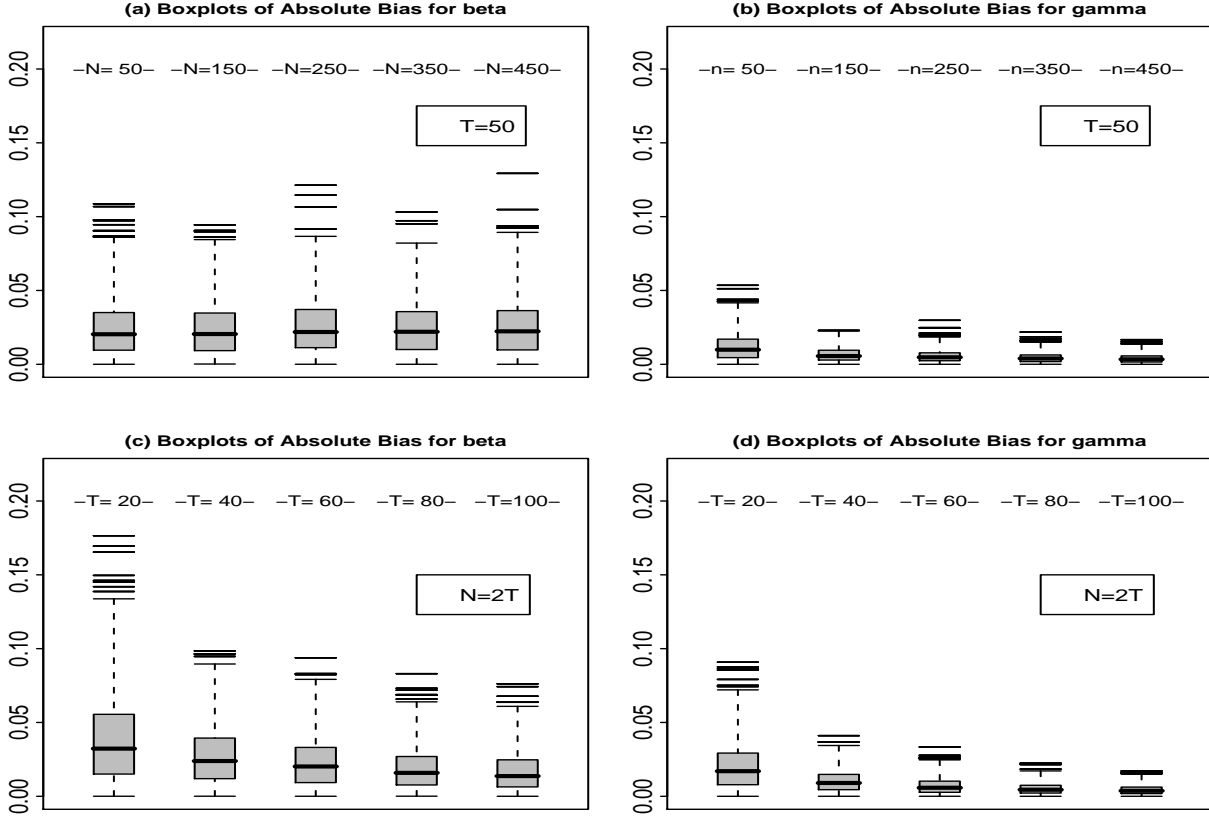 (a) Boxplots of Absolute Bias for beta
0.00 0.05 0.10 0.15 0.20
–N= 50– –N=150– –N=250– –N=350– –N=450–
T=50
(b) Boxplots of Absolute Bias for gamma
0.00 0.05 0.10 0.15 0.20
–n= 50– –n=150– –n=250– –n=350– –n=450–
T=50
(c) Boxplots of Absolute Bias for beta
0.00 0.05 0.10 0.15 0.20
–T= 20– –T= 40– –T= 60– –T= 80– –T=100–
N=2T
(d) Boxplots of Absolute Bias for gamma
0.00 0.05 0.10 0.15 0.20
–T= 20– –T= 40– –T= 60– –T= 80– –T=100–
N=2T